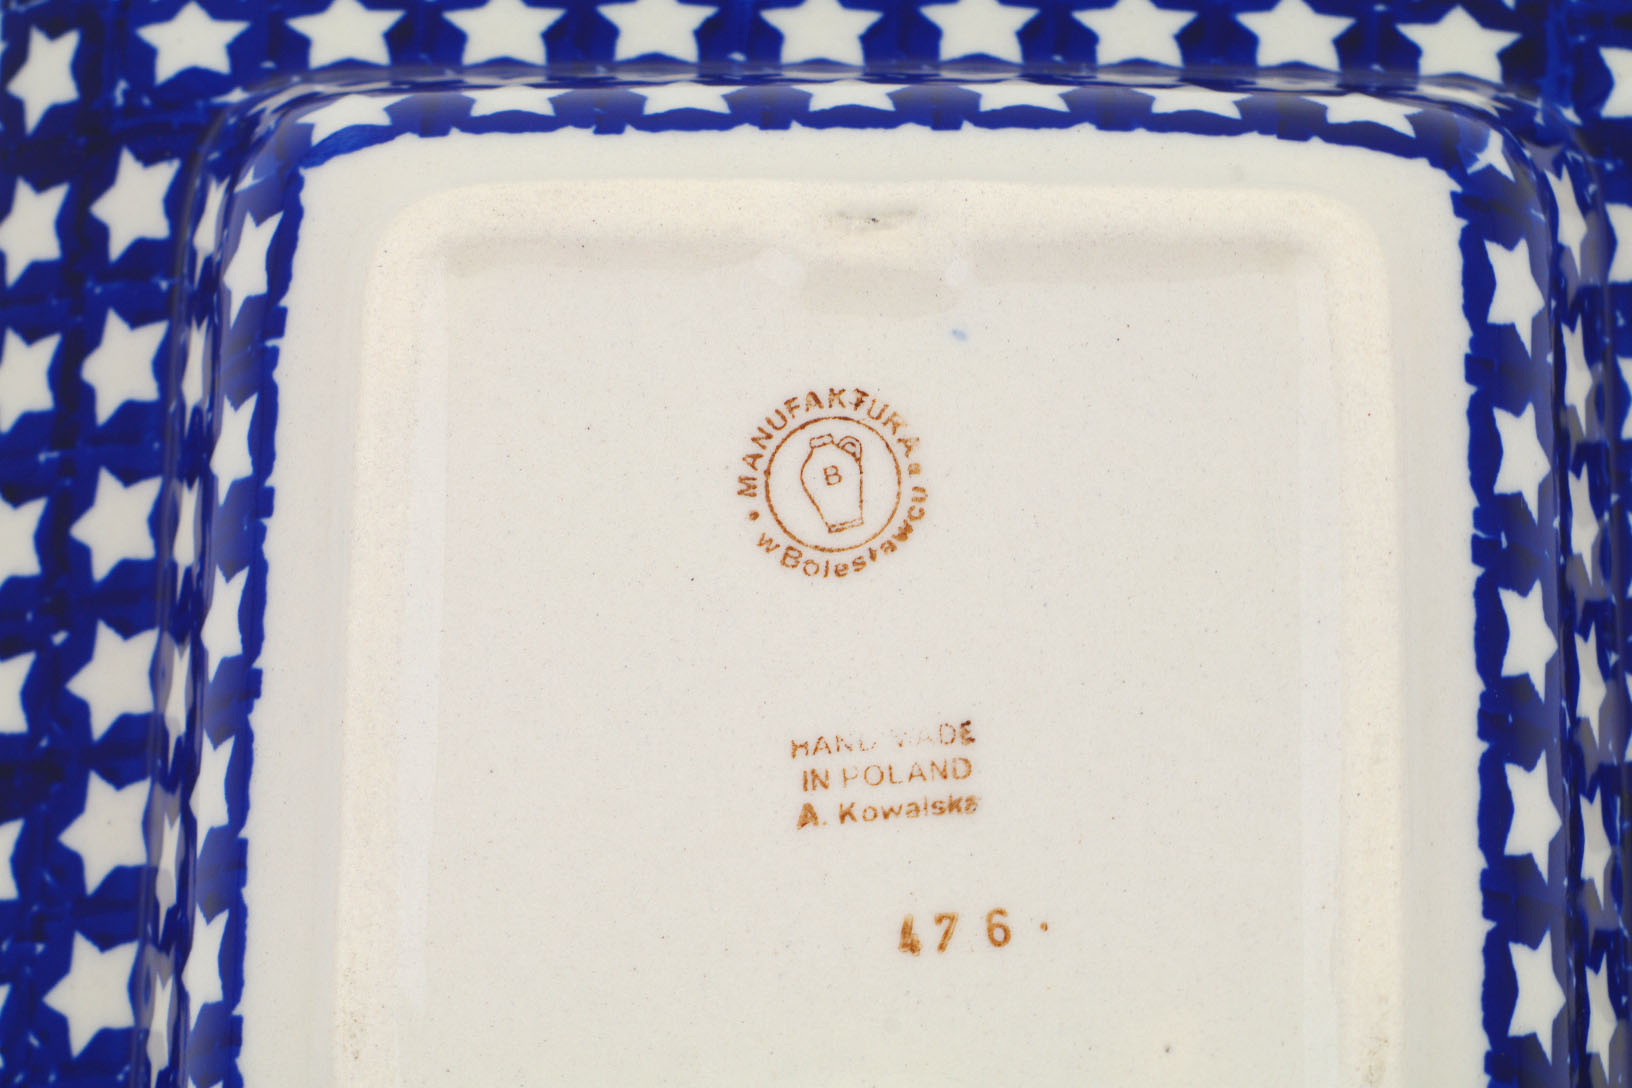 MANUFAKTURA
w Bolesławcu
B
HAND MADE
IN POLAND
A. Kowalska
476.